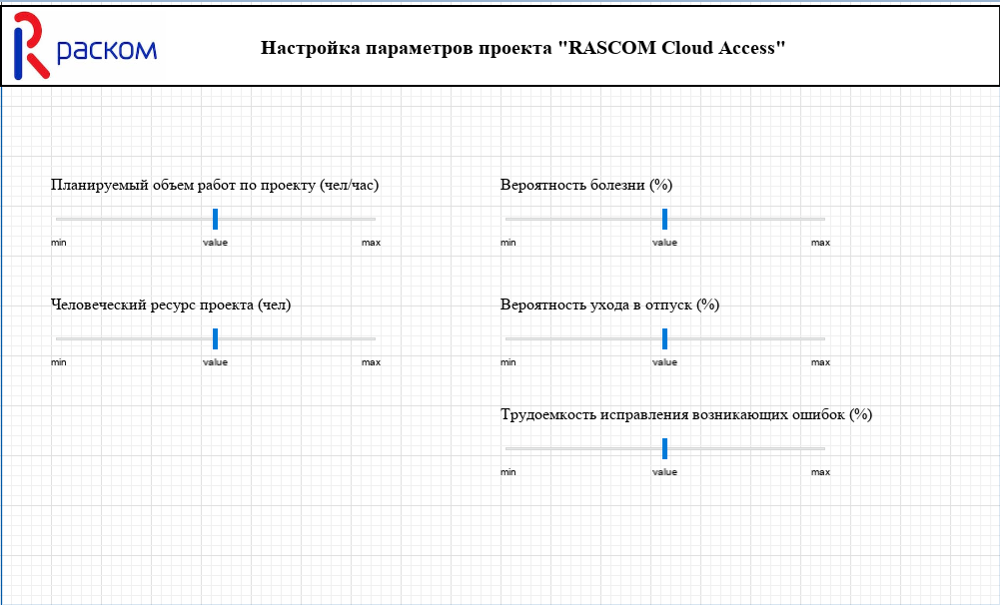 раском
Настройка параметров проекта "RASCOM Cloud Access"
Планируемый объем работ по проекту (чел/час)
min value max
Вероятность болезни (%)
min value max
Человеческий ресурс проекта (чел)
min value max
Вероятность ухода в отпуск (%)
min value max
Трудоемкость исправления возникающих ошибок (%)
min value max